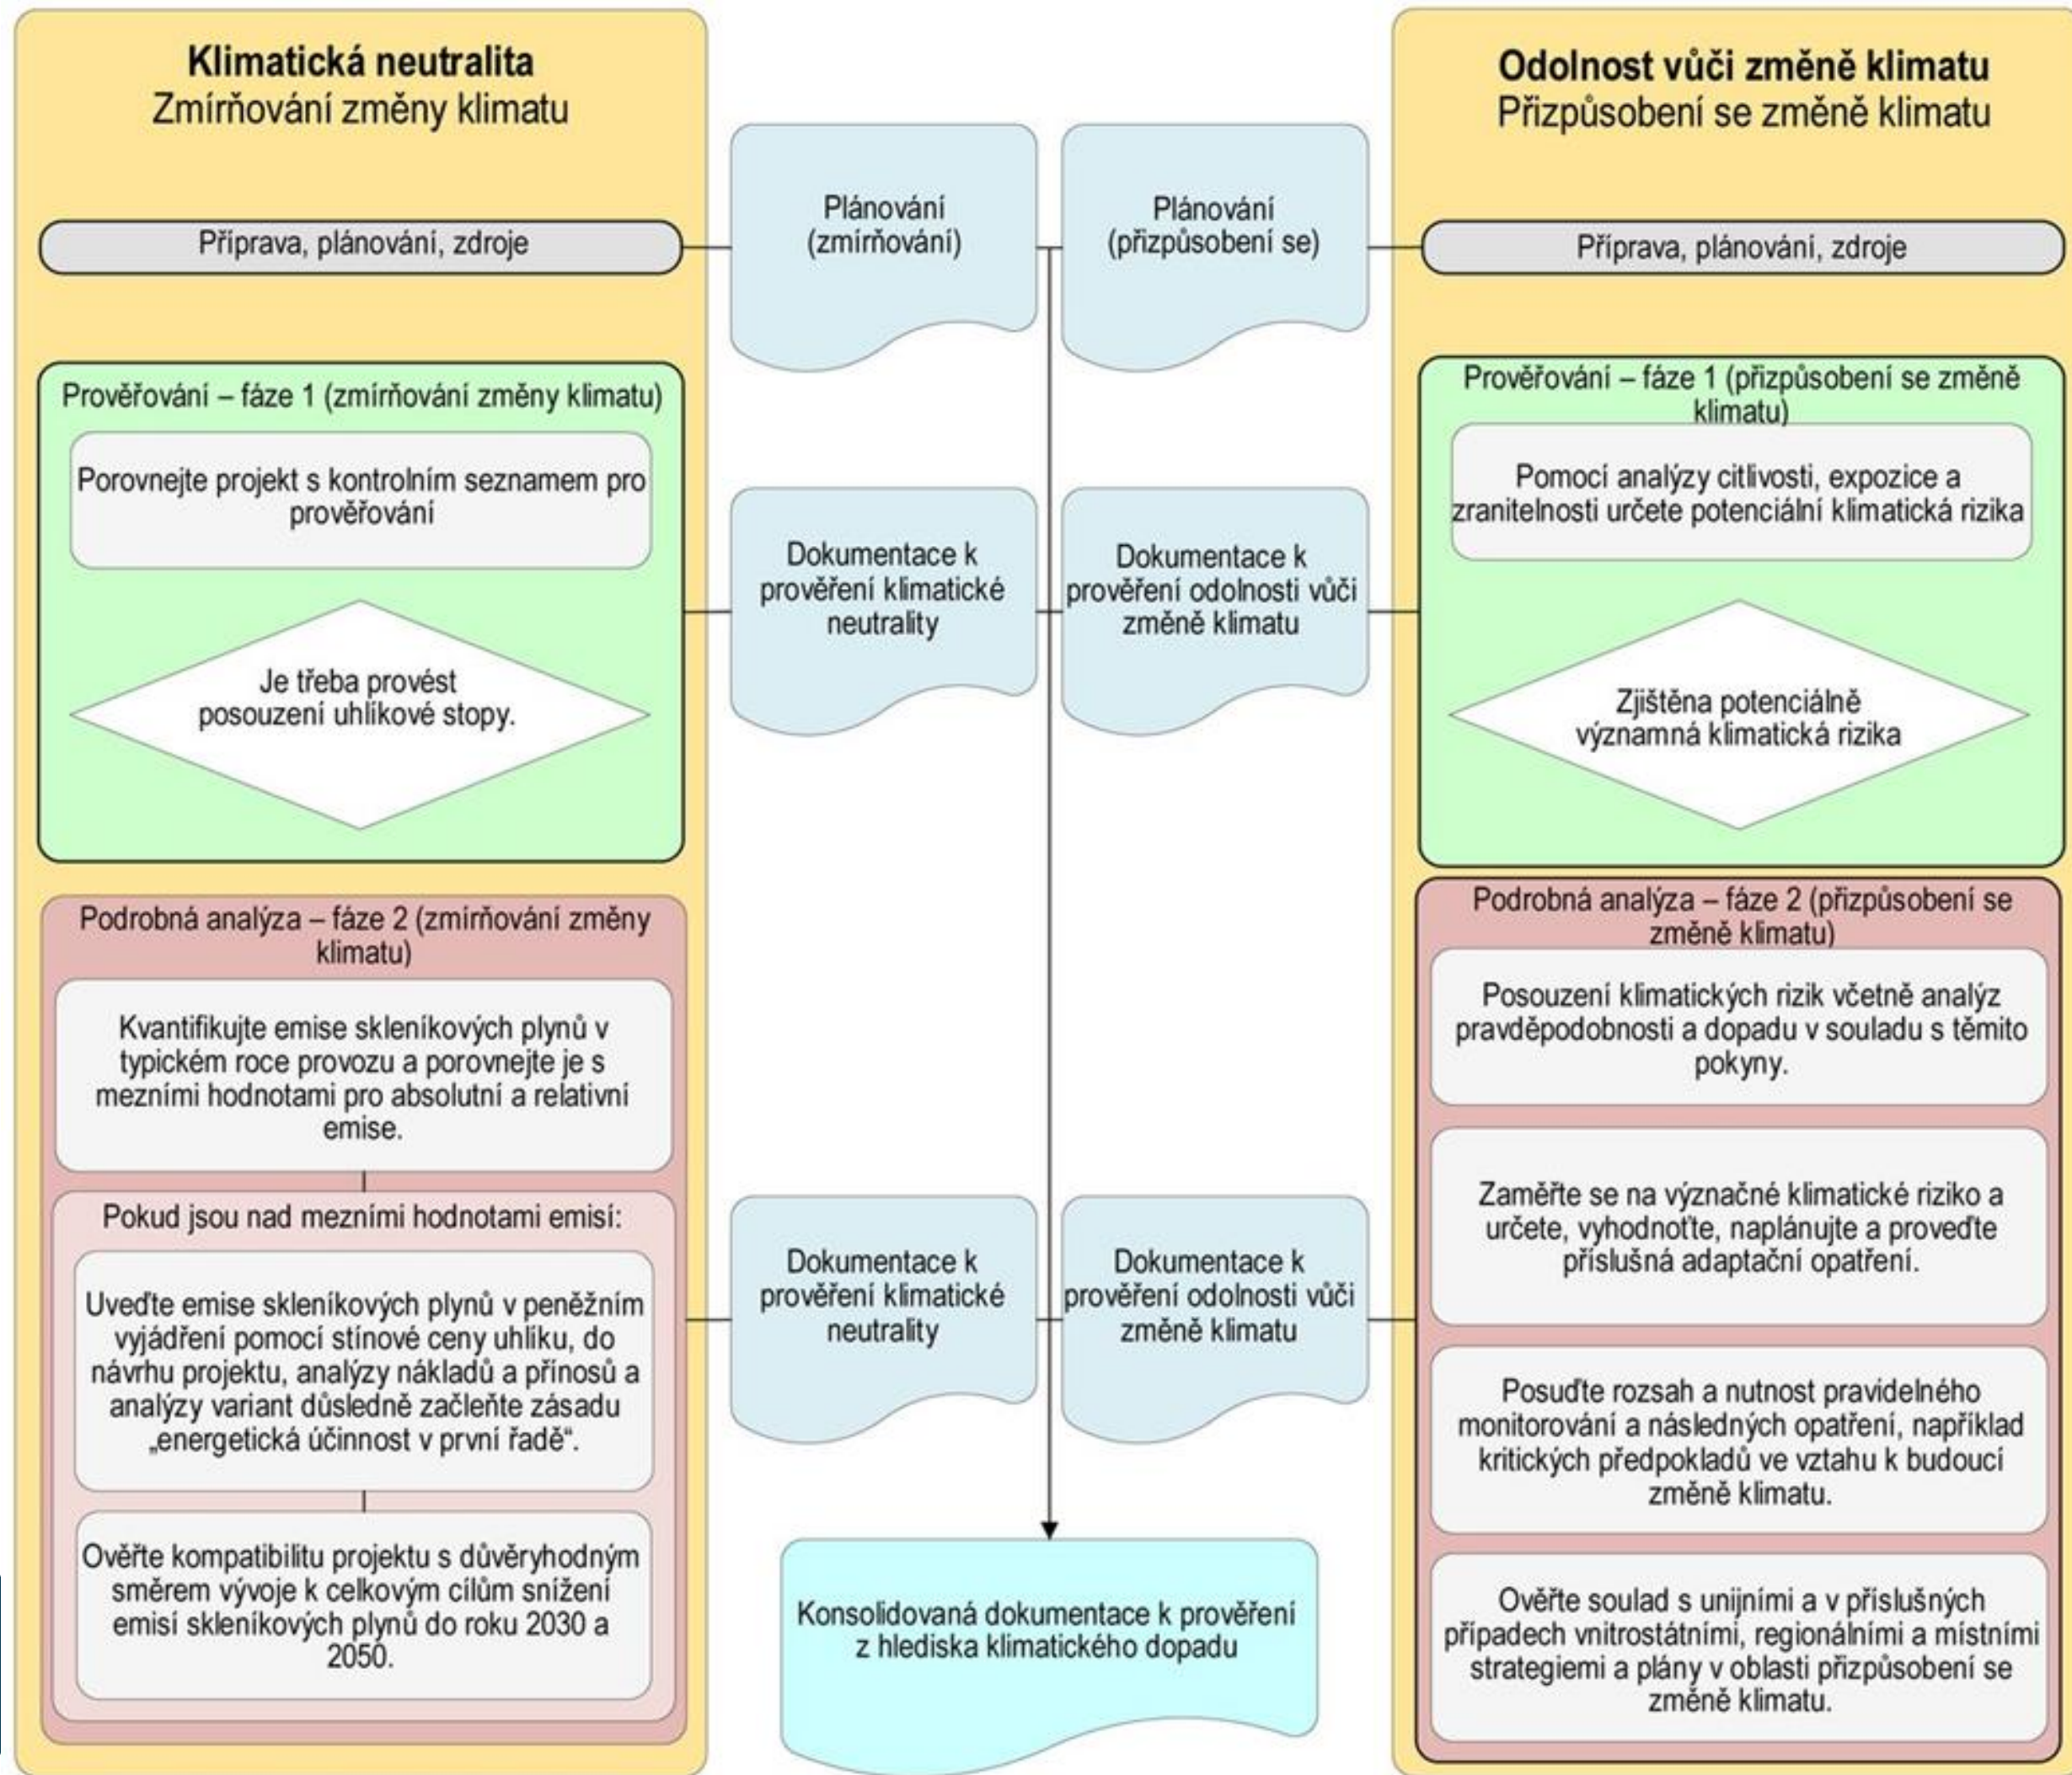 Klimatická neutralita
Zmírňování změny klimatu
Příprava, plánování, zdroje
Prověřování – fáze 1 (zmírňování změny klimatu)
Porovnejte projekt s kontrolním seznamem pro
prověřování
Je třeba provést
posouzení uhlíkové stopy.
Podrobná analýza – fáze 2 (zmírňování změny
klimatu)
Kvantifikujte emise skleníkových plynů v
typickém roce provozu a porovnejte je s
mezními hodnotami pro absolutní a relativní
emise.
Pokud jsou nad mezními hodnotami emisí:
Uveďte emise skleníkových plynů v peněžním
vyjádření pomocí stínové ceny uhlíku, do
návrhu projektu, analýzy nákladů a přínosů a
analýzy variant důsledně začleňte zásadu
„energetická účinnost v první řadě“.
Ověřte kompatibilitu projektu s důvěryhodným
směrem vývoje k celkovým cílům snížení
emisí skleníkových plynů do roku 2030 a
2050.
Plánování
(zmírňování)
Plánování
(přizpůsobení se)
Dokumentace k
prověření klimatické
neutrality
Dokumentace k
prověření odolnosti vůči
změně klimatu
Dokumentace k
prověření klimatické
neutrality
Dokumentace k
prověření odolnosti vůči
změně klimatu
Konsolidovaná dokumentace k prověření
z hlediska klimatického dopadu
Odolnost vůči změně klimatu
Přizpůsobení se změně klimatu
Příprava, plánování, zdroje
Prověřování – fáze 1 (přizpůsobení se změně
klimatu)
Pomocí analýzy citlivosti, expozice a
zranitelnosti určete potenciální klimatická rizika
Zjištěna potenciálně
významná klimatická rizika
Podrobná analýza – fáze 2 (přizpůsobení se
změně klimatu)
Posouzení klimatických rizik včetně analýz
pravděpodobnosti a dopadu v souladu s těmito
pokyny.
Zaměřte se na význačné klimatické riziko a
určete, vyhodnoťte, naplánujte a proveďte
příslušná adaptační opatření.
Posuďte rozsah a nutnost pravidelného
monitorování a následných opatření, například
kritických předpokladů ve vztahu k budoucí
změně klimatu.
Ověřte soulad s unijními a v příslušných
případech vnitrostátními, regionálními a místními
strategiemi a plány v oblasti přizpůsobení se
změně klimatu.